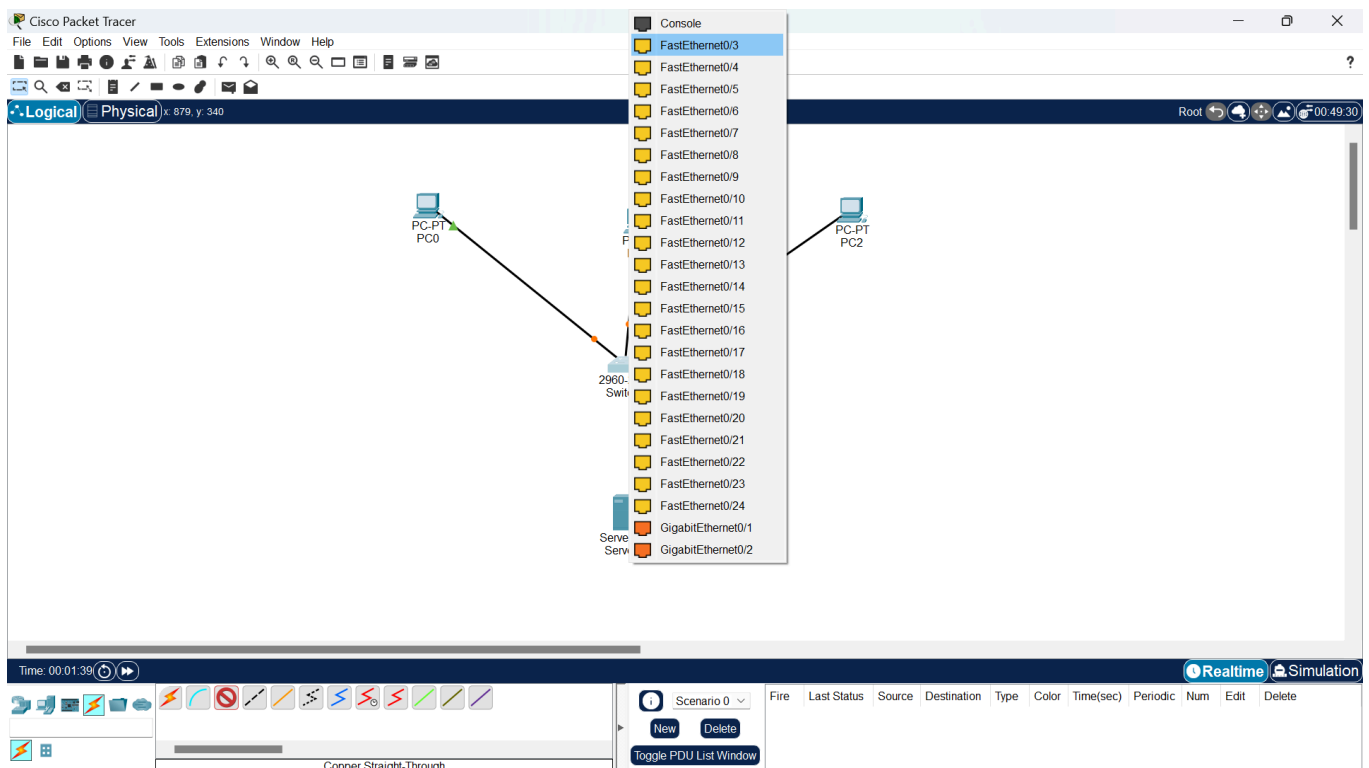 Cisco Packet Tracer
File Edit Options View Tools Extensions Window Help
?
Logical Physical x: 879, y: 340
Root 00:49:30
Console
FastEthernet0/3
FastEthernet0/4
FastEthernet0/5
FastEthernet0/6
FastEthernet0/7
FastEthernet0/8
FastEthernet0/9
FastEthernet0/10
FastEthernet0/11
FastEthernet0/12
FastEthernet0/13
FastEthernet0/14
FastEthernet0/15
FastEthernet0/16
FastEthernet0/17
FastEthernet0/18
FastEthernet0/19
FastEthernet0/20
FastEthernet0/21
FastEthernet0/22
FastEthernet0/23
FastEthernet0/24
GigabitEthernet0/1
GigabitEthernet0/2
PC-PT
PC0
P
PC-PT
PC2
2960-
Swit
Serve
Serv
Time: 00:01:39
Realtime Simulation
Scenario 0
New Delete
Toggle PDU List Window
Fire Last Status Source Destination Type Color Time(sec) Periodic Num Edit Delete
Copper Straight-Through